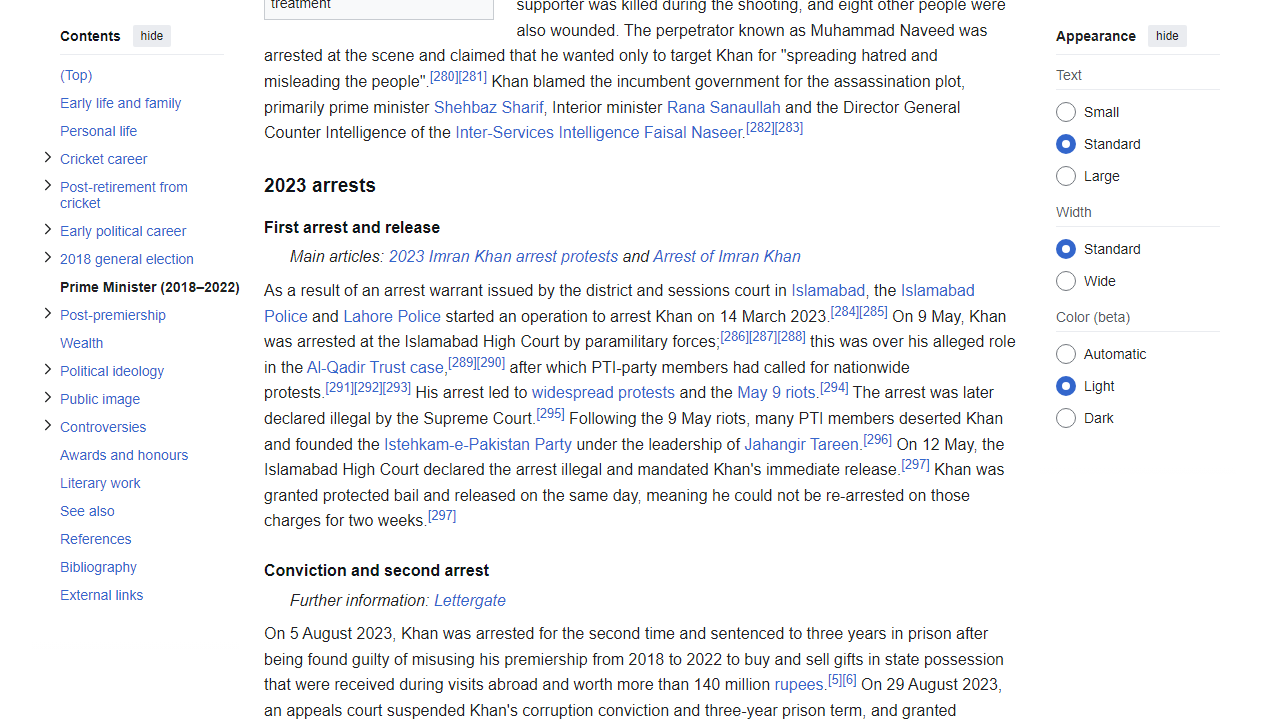 Contents hide
(Top)
Early life and family
Personal life
Cricket career
Post-retirement from
cricket
Early political career
2018 general election
Prime Minister (2018–2022)
Post-premiership
Wealth
Political ideology
Public image
Controversies
Awards and honours
Literary work
See also
References
Bibliography
External links
treatment
supporter was killed during the shooting, and eight other people were
also wounded. The perpetrator known as Muhammad Naveed was
arrested at the scene and claimed that he wanted only to target Khan for "spreading hatred and
misleading the people".[280][281] Khan blamed the incumbent government for the assassination plot,
primarily prime minister Shehbaz Sharif, Interior minister Rana Sanaullah and the Director General
Counter Intelligence of the Inter-Services Intelligence Faisal Naseer.[282][283]
2023 arrests
First arrest and release
Main articles: 2023 Imran Khan arrest protests and Arrest of Imran Khan
As a result of an arrest warrant issued by the district and sessions court in Islamabad, the Islamabad
Police and Lahore Police started an operation to arrest Khan on 14 March 2023.[284][285] On 9 May, Khan
was arrested at the Islamabad High Court by paramilitary forces;[286][287][288] this was over his alleged role
in the Al-Qadir Trust case,[289][290] after which PTI-party members had called for nationwide
protests.[291][292][293] His arrest led to widespread protests and the May 9 riots.[294] The arrest was later
declared illegal by the Supreme Court.[295] Following the 9 May riots, many PTI members deserted Khan
and founded the Istehkam-e-Pakistan Party under the leadership of Jahangir Tareen.[296] On 12 May, the
Islamabad High Court declared the arrest illegal and mandated Khan's immediate release.[297] Khan was
granted protected bail and released on the same day, meaning he could not be re-arrested on those
charges for two weeks.[297]
Conviction and second arrest
Further information: Lettergate
On 5 August 2023, Khan was arrested for the second time and sentenced to three years in prison after
being found guilty of misusing his premiership from 2018 to 2022 to buy and sell gifts in state possession
that were received during visits abroad and worth more than 140 million rupees.[5][6] On 29 August 2023,
an appeals court suspended Khan's corruption conviction and three-year prison term, and granted
Appearance hide
Text
Small
Standard
Large
Width
Standard
Wide
Color (beta)
Automatic
Light
Dark